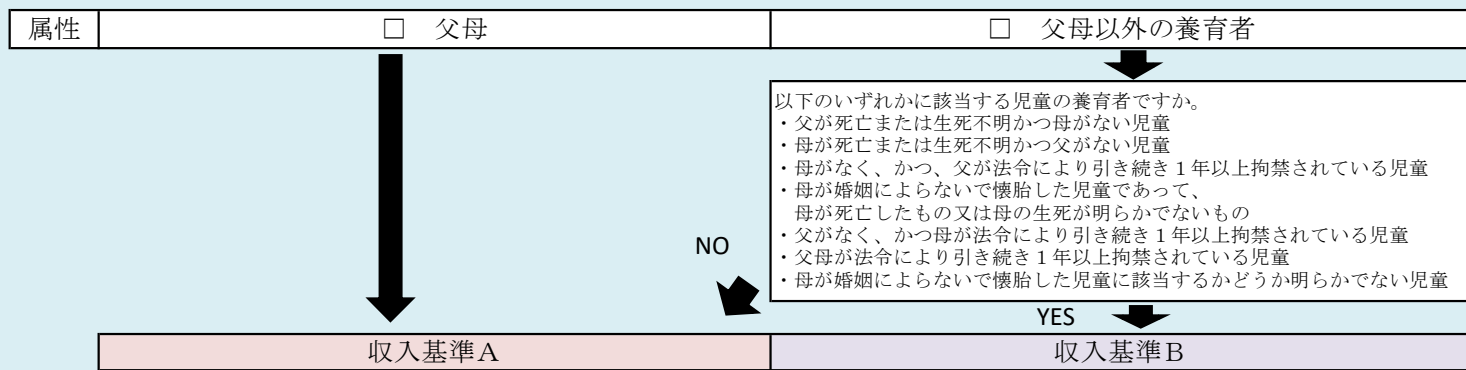 属性
□ 父母
□ 父母以外の養育者
以下のいずれかに該当する児童の養育者ですか。
・父が死亡または生死不明かつ母がない児童
・母が死亡または生死不明かつ父がない児童
・母がなく、かつ、父が法令により引き続き１年以上拘禁されている児童
・母が婚姻によらないで懐胎した児童であって、
母が死亡したもの又は母の生死が明らかでないもの
・父がなく、かつ母が法令により引き続き１年以上拘禁されている児童
・父母が法令により引き続き１年以上拘禁されている児童
・母が婚姻によらないで懐胎した児童に該当するかどうか明らかでない児童
NO
YES
収入基準Ａ
収入基準Ｂ